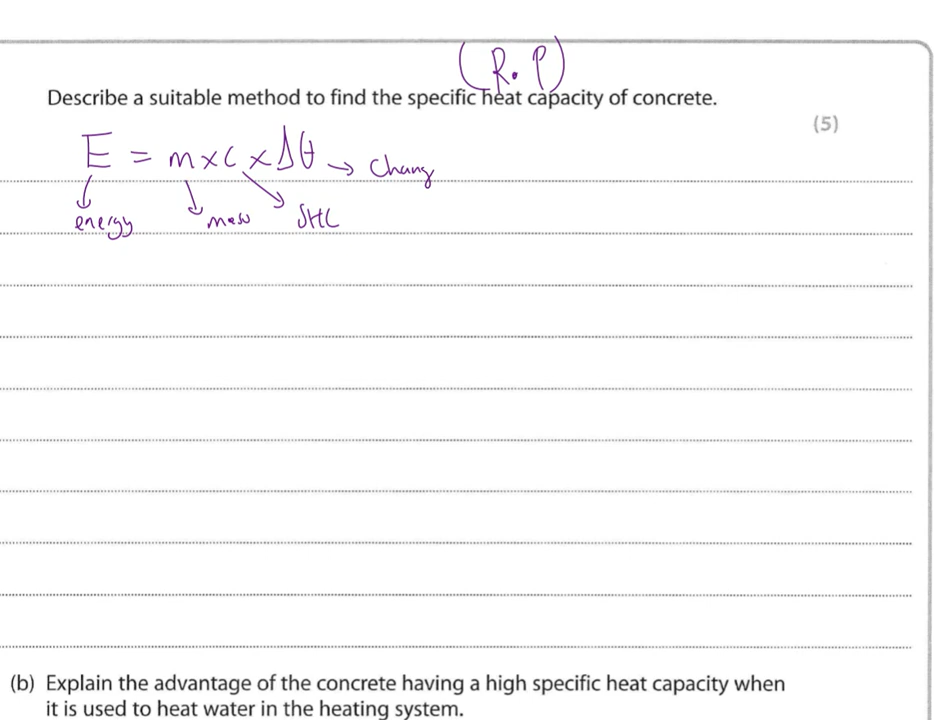 (R.P)
Describe a suitable method to find the specific heat capacity of concrete.
(5)
E = m×c×Δθ → Chang
energy mass SHC
(b) Explain the advantage of the concrete having a high specific heat capacity when
it is used to heat water in the heating system.